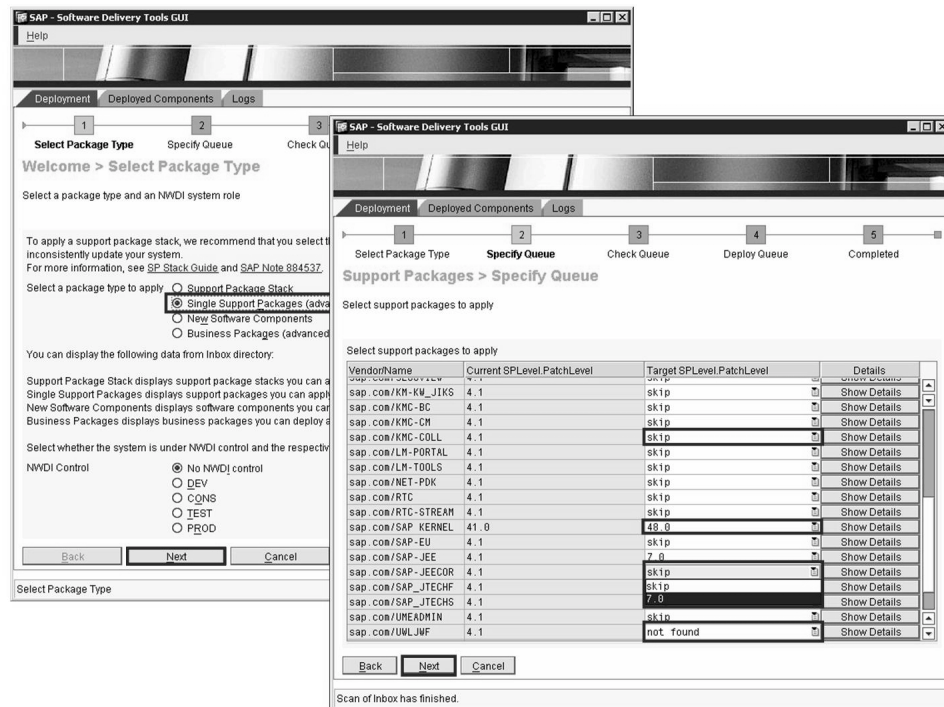 SAP - Software Delivery Tools GUI
Help
Deployment Deployed Components Logs
1 2 3
Select Package Type Specify Queue Check Qu
Welcome > Select Package Type
Select a package type and an NWDI system role
To apply a support package stack, we recommend that you select t
inconsistently update your system.
For more information, see SP Stack Guide and SAP Note 884537.
Select a package type to apply Support Package Stack
Single Support Packages (adva
New Software Components
Business Packages (advanced
You can display the following data from Inbox directory:
Support Package Stack displays support package stacks you can a
Single Support Packages displays support packages you can apply
New Software Components displays software components you can
Business Packages displays business packages you can deploy a
Select whether the system is under NWDI control and the respectiv
NWDI Control No NWDI control
DEV
CONS
TEST
PROD
Back Next Cancel
Select Package Type
SAP - Software Delivery Tools GUI
Help
Deployment Deployed Components Logs
1 2 3 4 5
Select Package Type Specify Queue Check Queue Deploy Queue Completed
Support Packages > Specify Queue
Select support packages to apply
Select support packages to apply
Vendor/Name Current SPLevel.PatchLevel Target SPLevel.PatchLevel Details
sap.com/KM-KW_JIKS 4.1 skip Show Details
sap.com/KMC-BC 4.1 skip Show Details
sap.com/KMC-CM 4.1 skip Show Details
sap.com/KMC-COLL 4.1 skip Show Details
sap.com/LM-PORTAL 4.1 skip Show Details
sap.com/LM-TOOLS 4.1 skip Show Details
sap.com/NET-PDK 4.1 skip Show Details
sap.com/RTC 4.1 skip Show Details
sap.com/RTC-STREAM 4.1 skip Show Details
sap.com/SAP KERNEL 41.0 48.0 Show Details
sap.com/SAP-EU 4.1 skip Show Details
sap.com/SAP-JEE 4.1 7.0 Show Details
sap.com/SAP-JEECOR 4.1 skip Show Details
sap.com/SAP_JTECHF 4.1 skip Show Details
sap.com/SAP_JTECHS 4.1 7.0 Show Details
sap.com/UMEADMIN 4.1 skip Show Details
sap.com/UWLJWF 4.1 not found Show Details
Back Next Cancel
Scan of Inbox has finished.